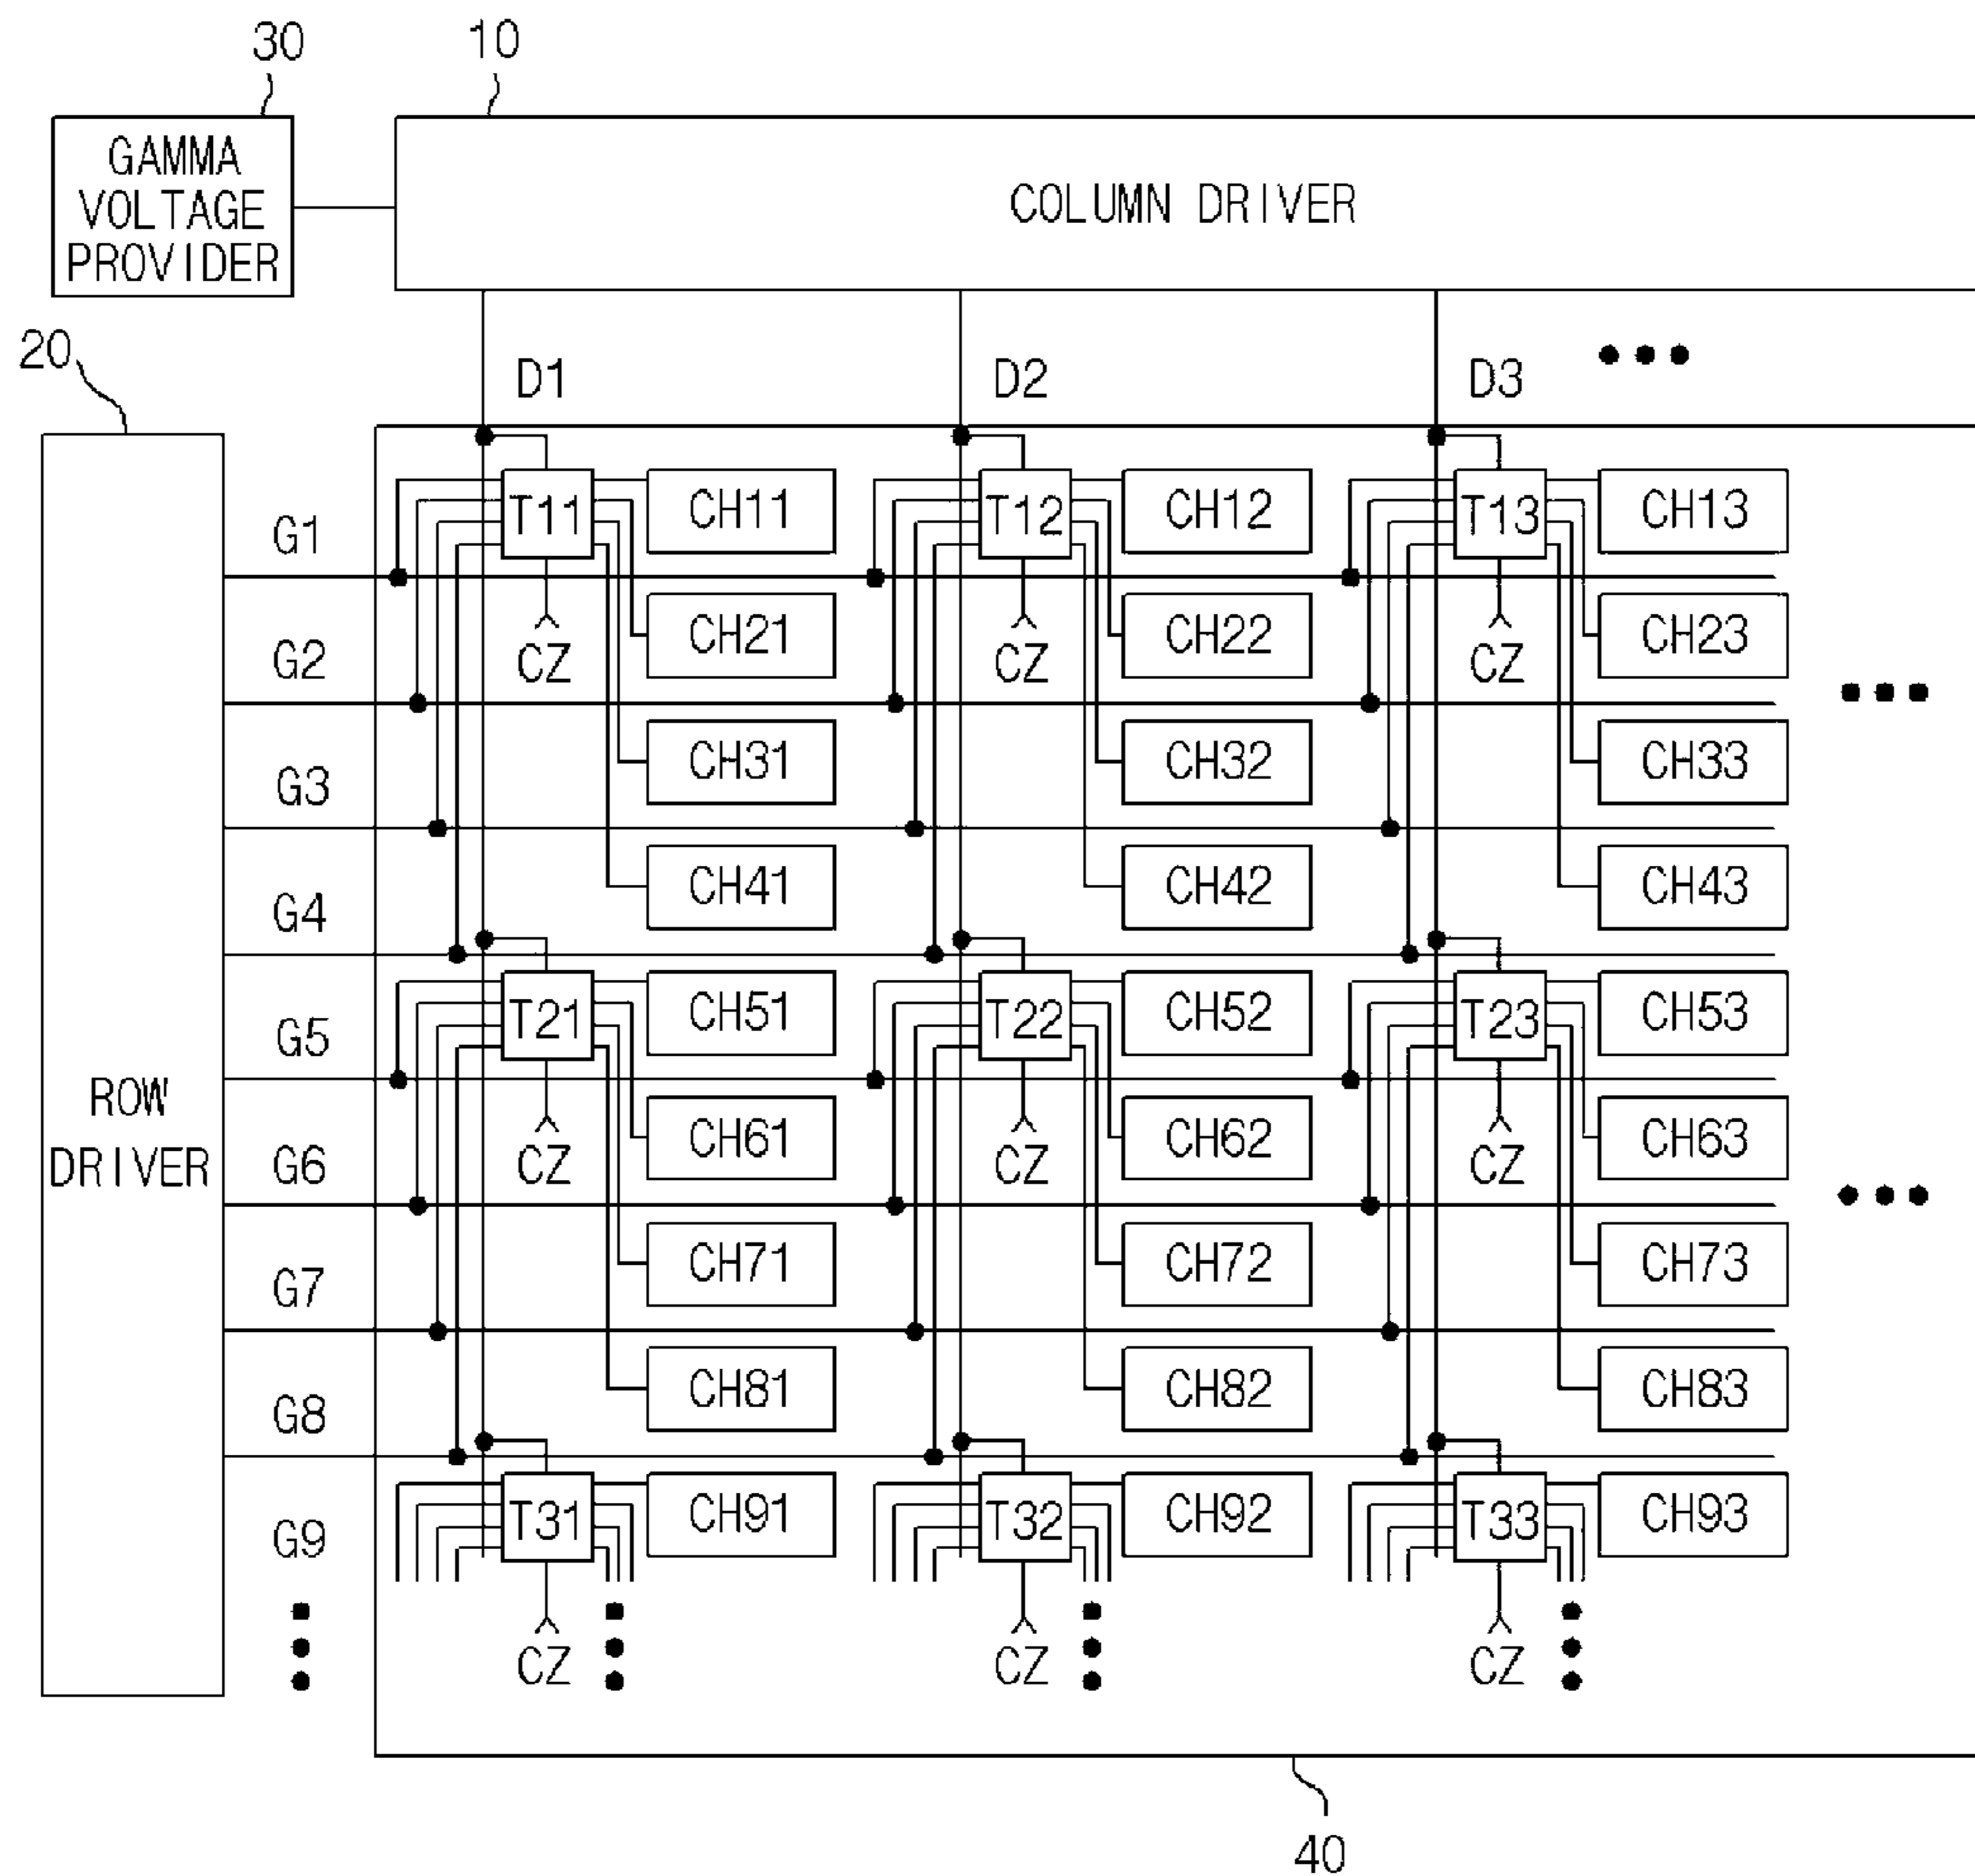 30
10
GAMMA
VOLTAGE
PROVIDER
COLUMN DRIVER
20
D1 D2 D3
T11 CH11 T12 CH12 T13 CH13
G1
CH21 CH22 CH23
G2 CZ CZ CZ
CH31 CH32 CH33
G3
CH41 CH42 CH43
G4
T21 CH51 T22 CH52 T23 CH53
G5
ROW
DRIVER
CH61 CH62 CH63
G6 CZ CZ CZ
CH71 CH72 CH73
G7
CH81 CH82 CH83
G8
T31 CH91 T32 CH92 T33 CH93
G9
CZ CZ CZ
40